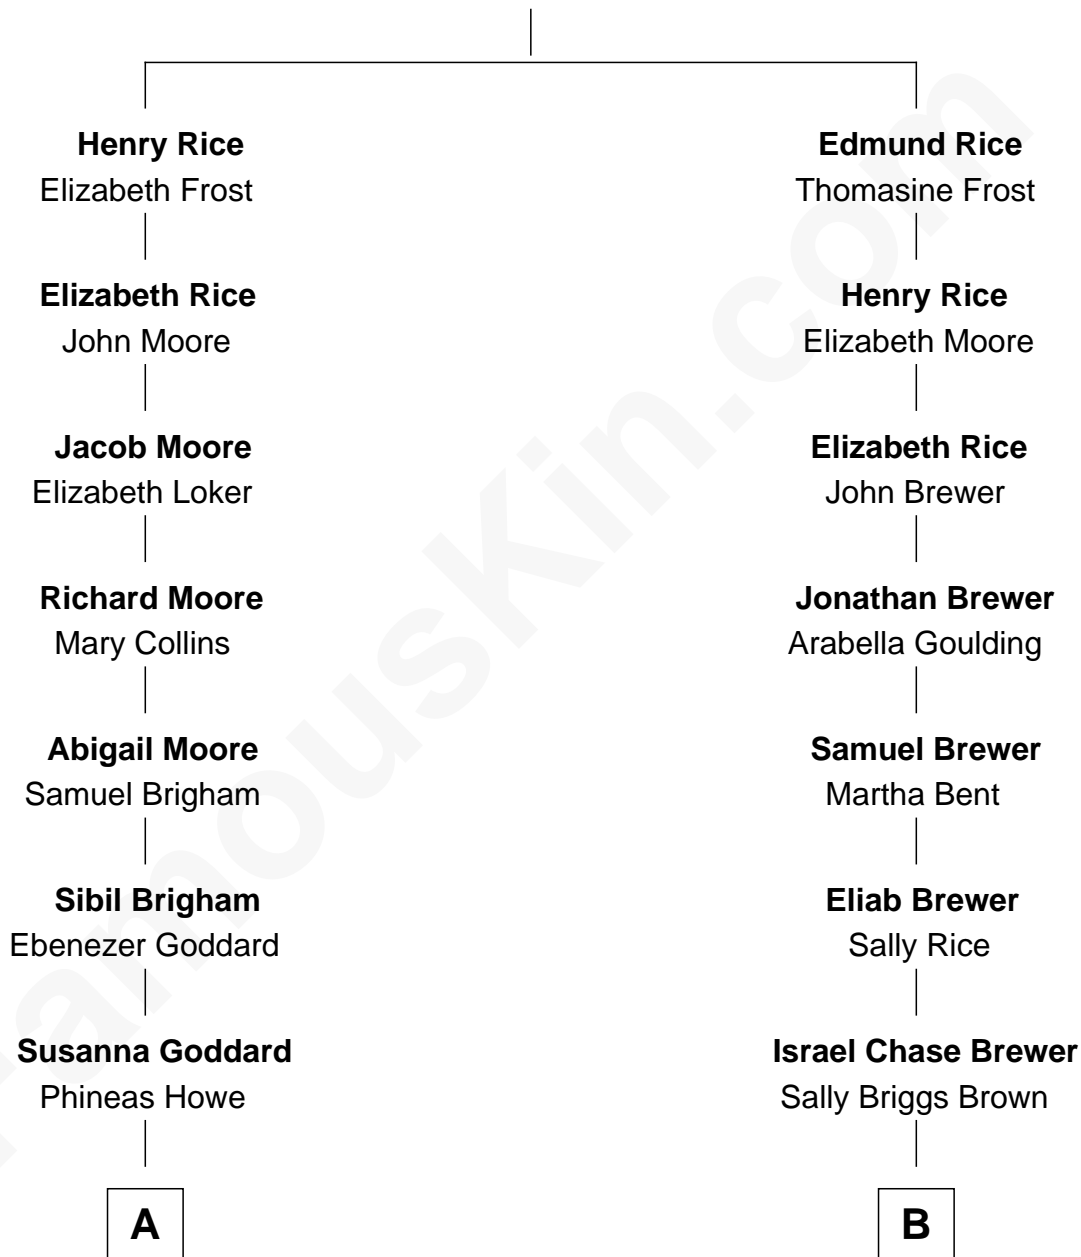 Henry Rice
Elizabeth Frost
Elizabeth Rice
John Moore
Jacob Moore
Elizabeth Loker
Richard Moore
Mary Collins
Abigail Moore
Samuel Brigham
Sibil Brigham
Ebenezer Goddard
Susanna Goddard
Phineas Howe
A
Edmund Rice
Thomasine Frost
Henry Rice
Elizabeth Moore
Elizabeth Rice
John Brewer
Jonathan Brewer
Arabella Goulding
Samuel Brewer
Martha Bent
Eliab Brewer
Sally Rice
Israel Chase Brewer
Sally Briggs Brown
B
FamousKin.com